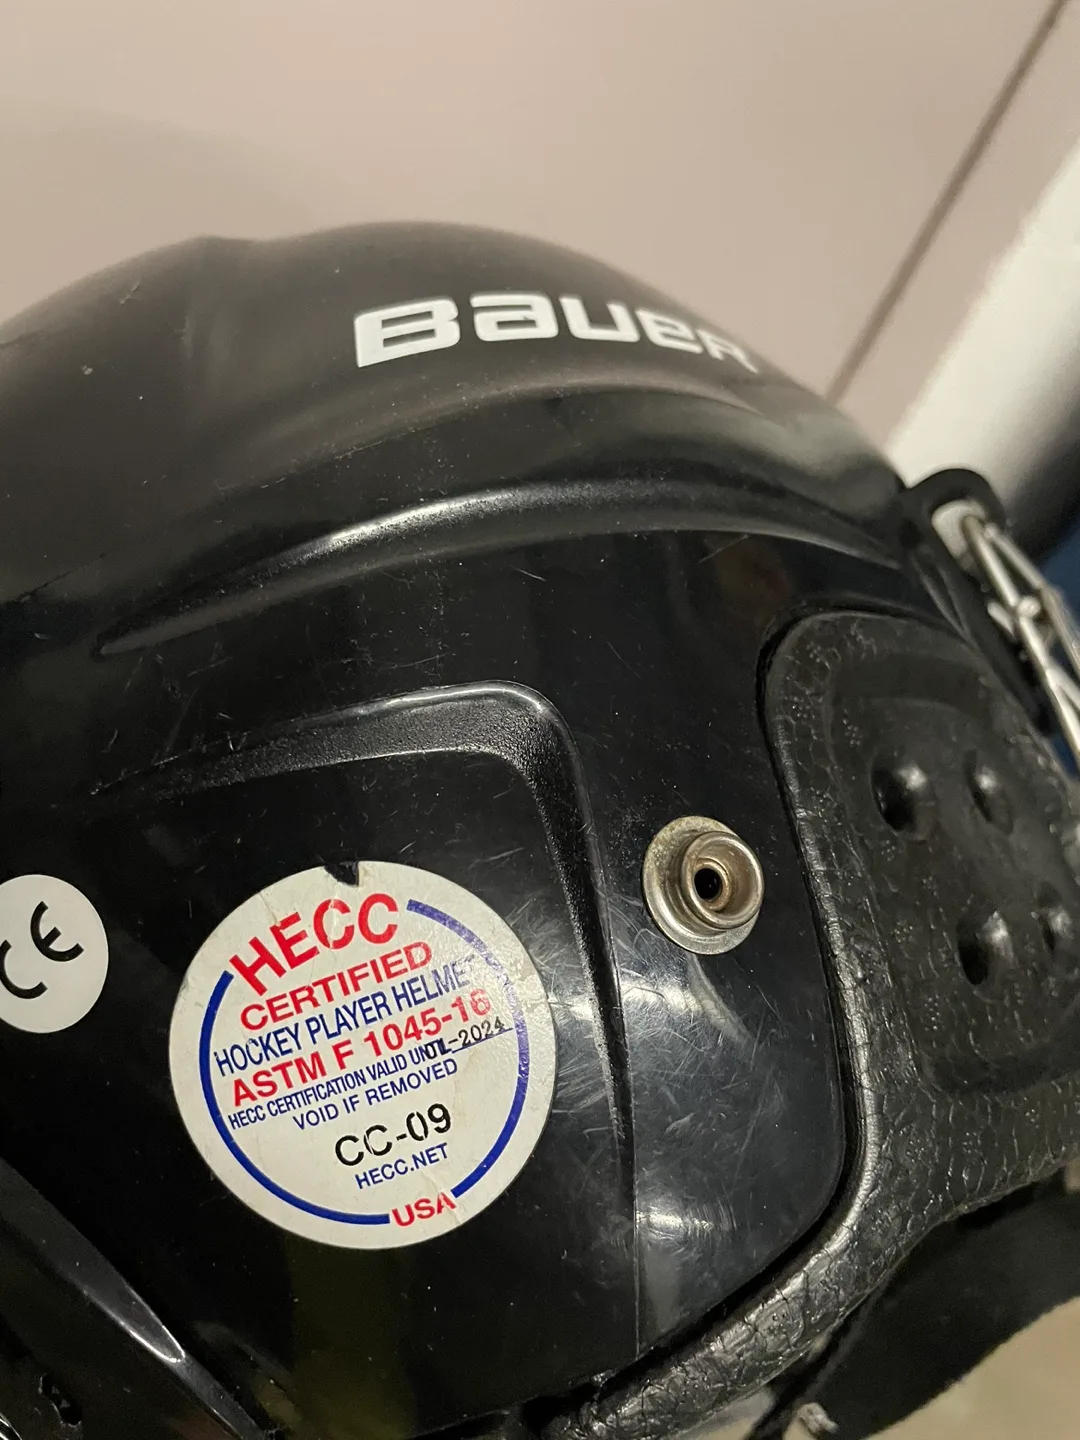 BAUER
CE
HECC
CERTIFIED
HOCKEY PLAYER HELMET
ASTM F 1045-16
HECC CERTIFICATION VALID UNTIL 2024
VOID IF REMOVED
CC-09
HECC.NET
USA